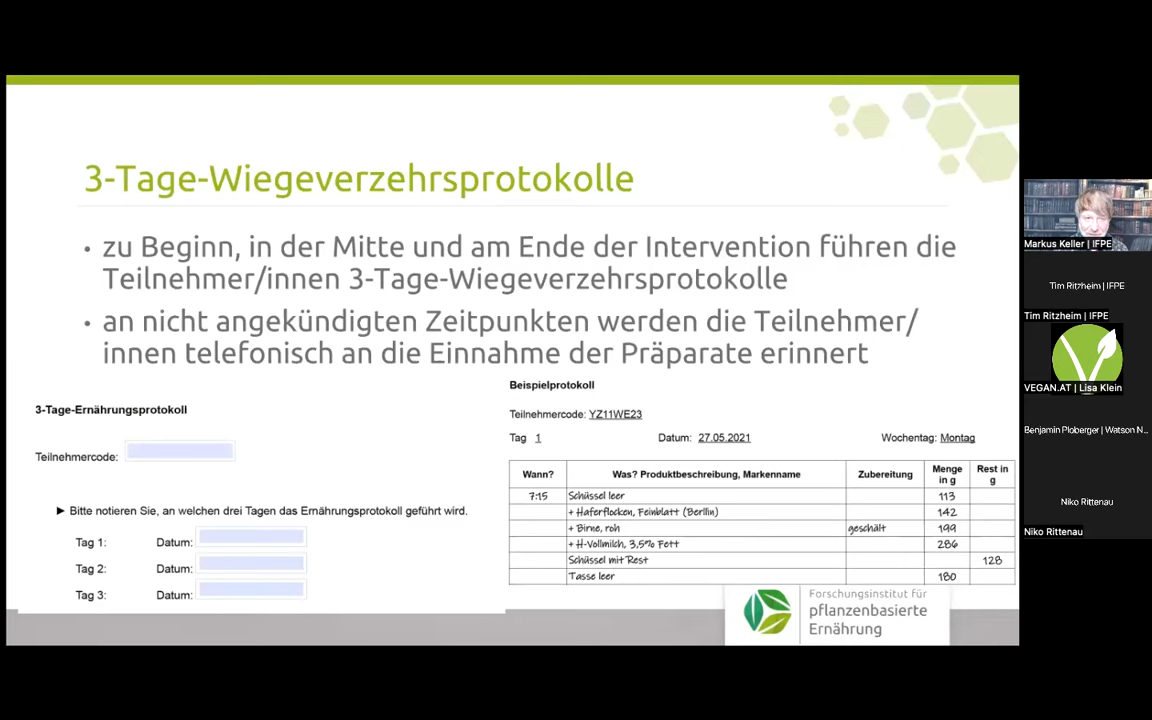 3-Tage-Wiegeverzehrsprotokolle
• zu Beginn, in der Mitte und am Ende der Intervention führen die
Teilnehmer/innen 3-Tage-Wiegeverzehrsprotokolle
• an nicht angekündigten Zeitpunkten werden die Teilnehmer/
innen telefonisch an die Einnahme der Präparate erinnert
3-Tage-Ernährungsprotokoll
Teilnehmercode:
► Bitte notieren Sie, an welchen drei Tagen das Ernährungsprotokoll geführt wird.
Tag 1: Datum:
Tag 2: Datum:
Tag 3: Datum:
Beispielprotokoll
Teilnehmercode: YZ11WE23
Tag 1 Datum: 27.05.2021 Wochentag: Montag
Wann? Was? Produktbeschreibung, Markenname Zubereitung Menge in g Rest in g
7:15 Schüssel leer 113
+ Haferflocken, Feinblatt (Berllin) 142
+ Birne, roh geschält 199
+ H-Vollmilch, 3,5% Fett 286
Schüssel mit Rest 128
Tasse leer 180
Forschungsinstitut für
pflanzenbasierte
Ernährung
Markus Keller | IFPE
Tim Ritzheim | IFPE
Tim Ritzheim | IFPE
VEGAN.AT | Lisa Klein
Benjamin Ploberger | Watson N...
Niko Rittenau
Niko Rittenau